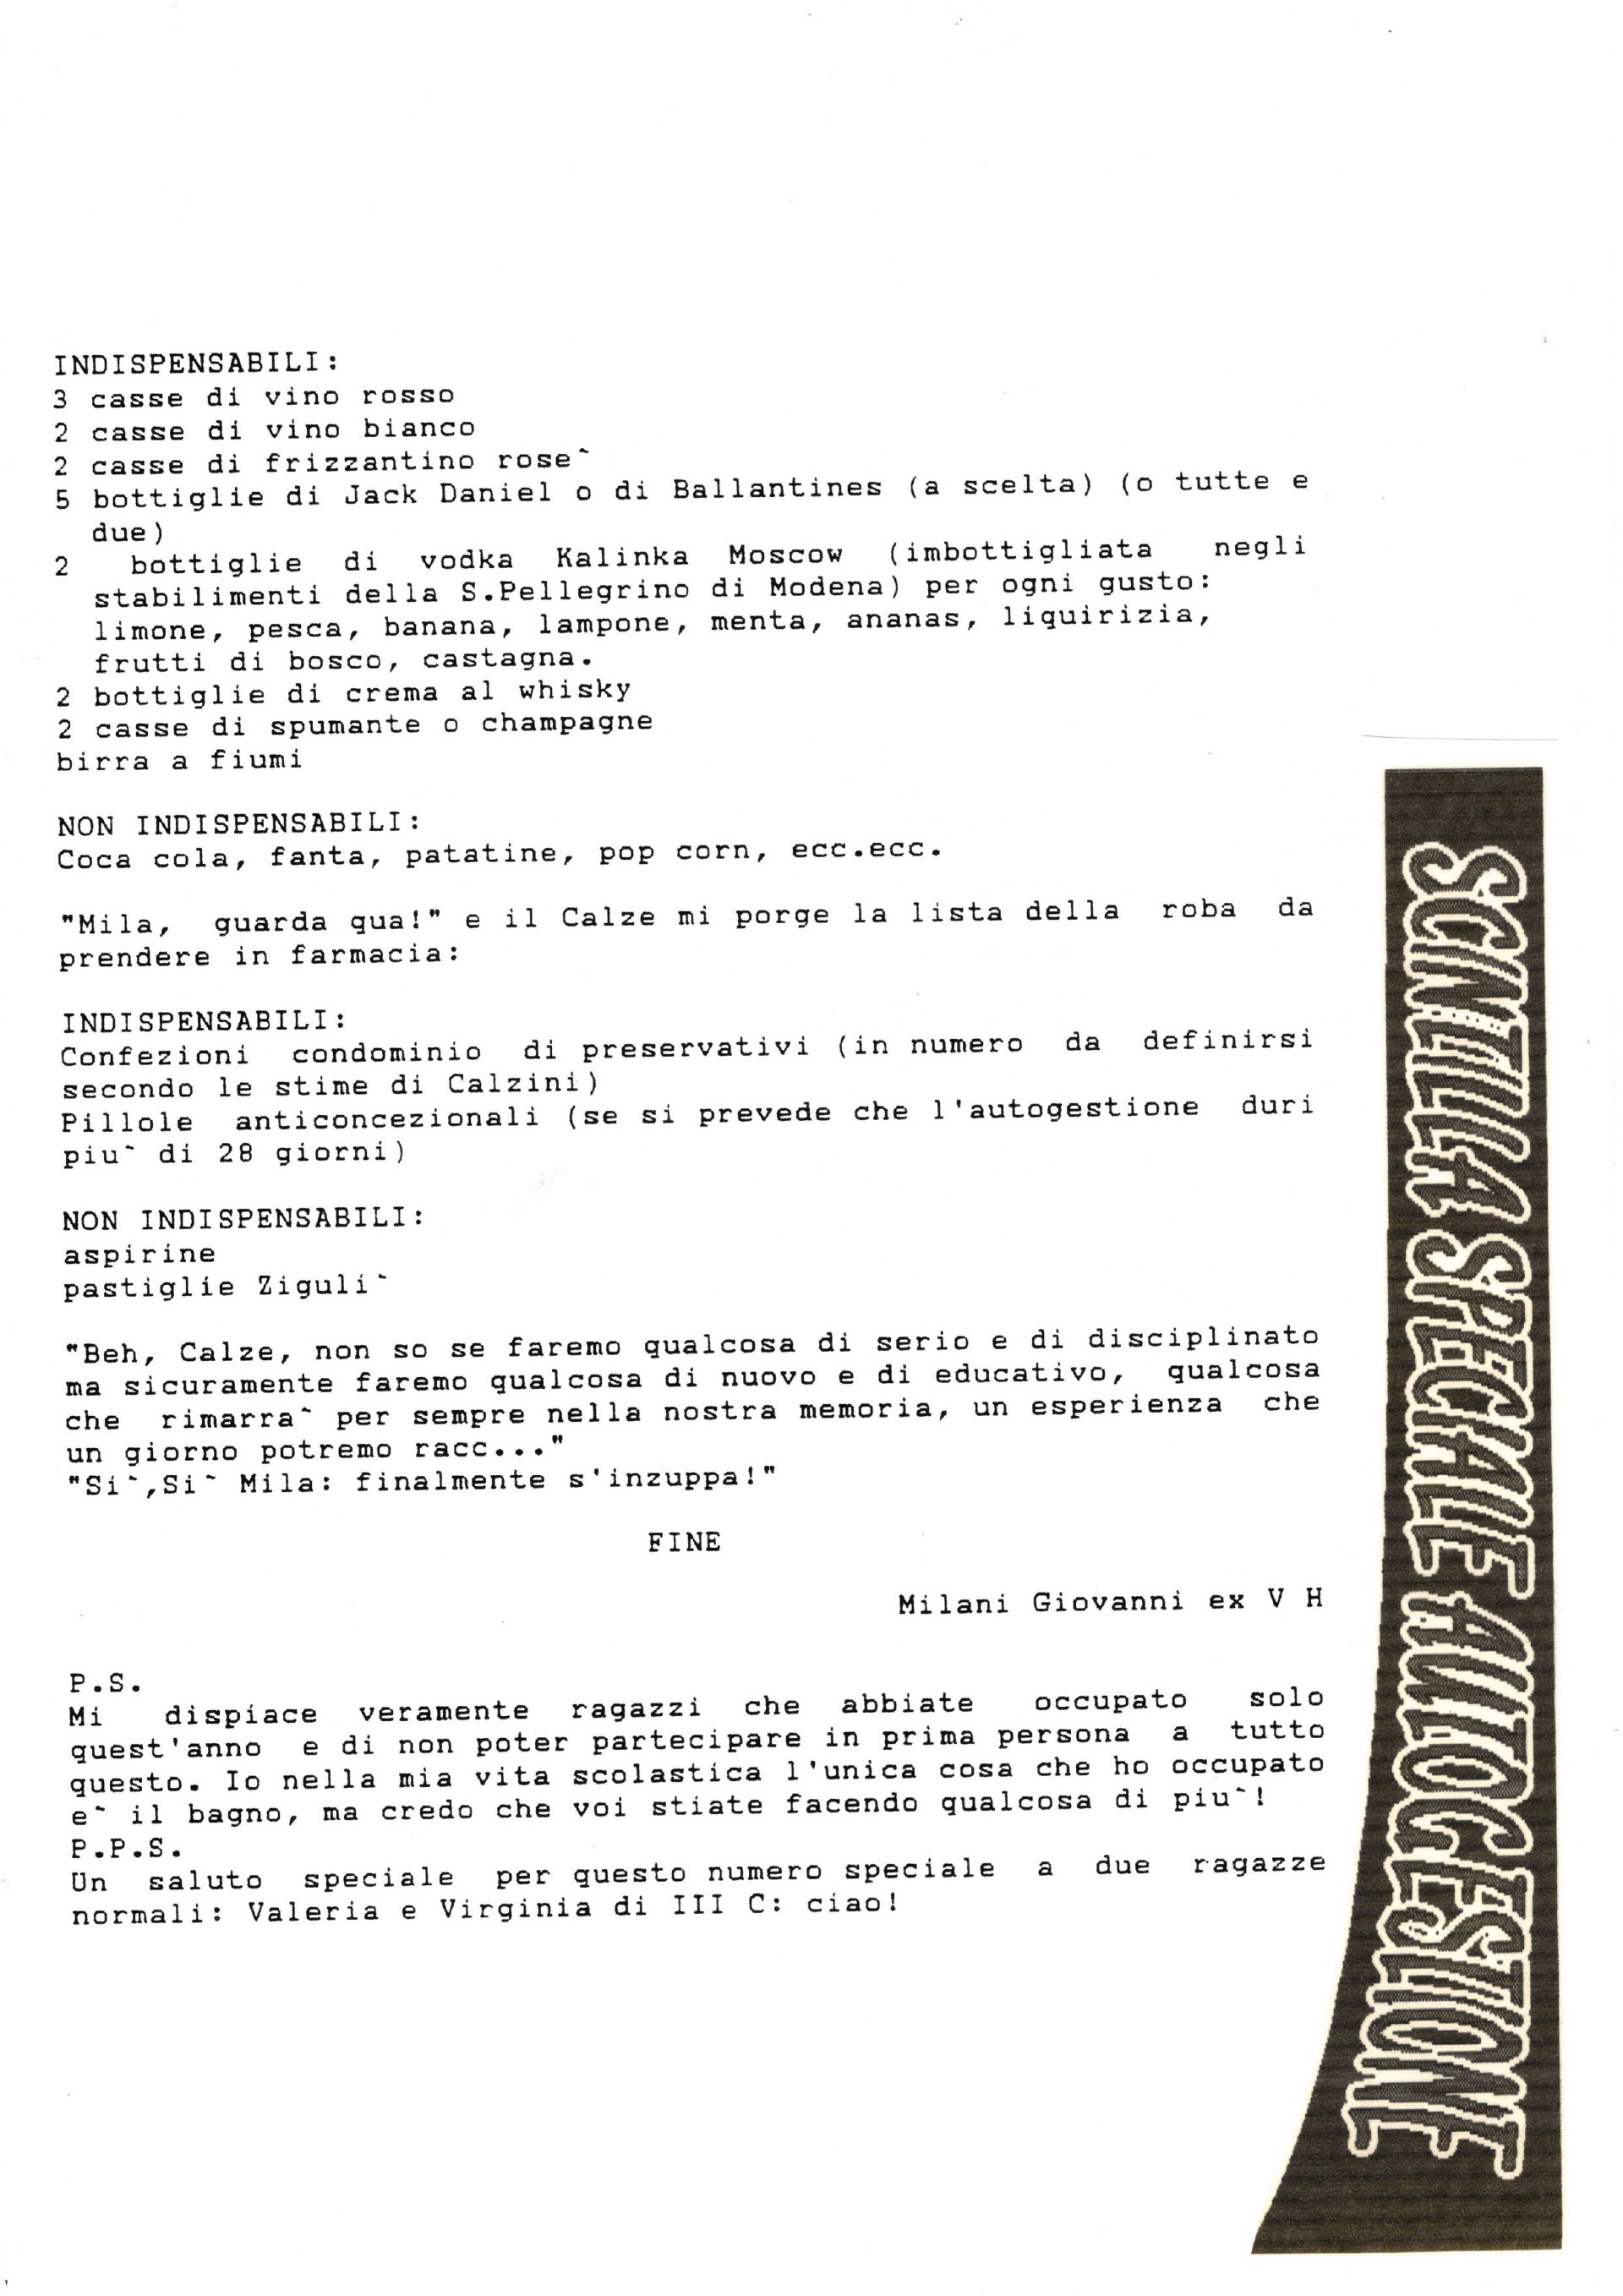 INDISPENSABILI:
3 casse di vino rosso
2 casse di vino bianco
2 casse di frizzantino rose`
5 bottiglie di Jack Daniel o di Ballantines (a scelta) (o tutte e
due)
2 bottiglie di vodka Kalinka Moscow (imbottigliata negli
stabilimenti della S.Pellegrino di Modena) per ogni gusto:
limone, pesca, banana, lampone, menta, ananas, liquirizia,
frutti di bosco, castagna.
2 bottiglie di crema al whisky
2 casse di spumante o champagne
birra a fiumi
NON INDISPENSABILI:
Coca cola, fanta, patatine, pop corn, ecc.ecc.
"Mila, guarda qua!" e il Calze mi porge la lista della roba da
prendere in farmacia:
INDISPENSABILI:
Confezioni condominio di preservativi (in numero da definirsi
secondo le stime di Calzini)
Pillole anticoncezionali (se si prevede che l'autogestione duri
piu` di 28 giorni)
NON INDISPENSABILI:
aspirine
pastiglie Ziguli`
"Beh, Calze, non so se faremo qualcosa di serio e di disciplinato
ma sicuramente faremo qualcosa di nuovo e di educativo, qualcosa
che rimarra` per sempre nella nostra memoria, un esperienza che
un giorno potremo racc..."
"Si`,Si` Mila: finalmente s'inzuppa!"
FINE
Milani Giovanni ex V H
P.S.
Mi dispiace veramente ragazzi che abbiate occupato solo
quest'anno e di non poter partecipare in prima persona a tutto
questo. Io nella mia vita scolastica l'unica cosa che ho occupato
e` il bagno, ma credo che voi stiate facendo qualcosa di piu`!
P.P.S.
Un saluto speciale per questo numero speciale a due ragazze
normali: Valeria e Virginia di III C: ciao!
SCINTILLA SPECIALE AUTOGESTIONE